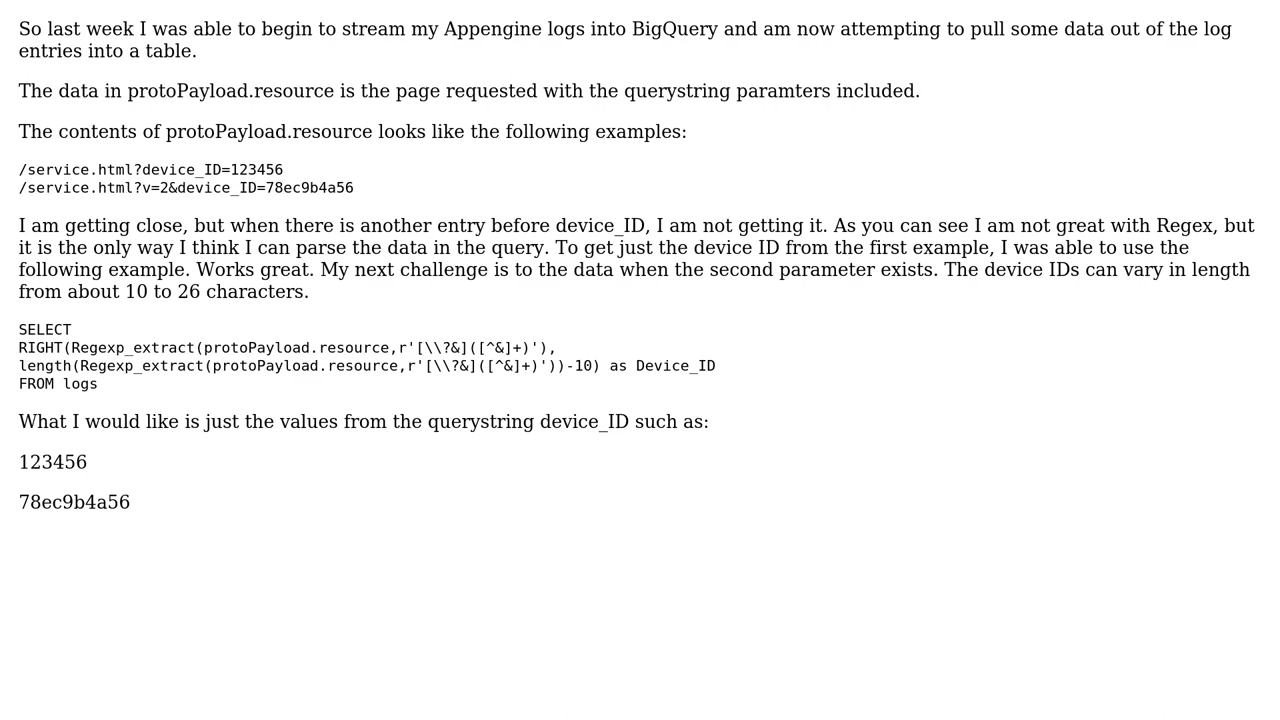 So last week I was able to begin to stream my Appengine logs into BigQuery and am now attempting to pull some data out of the log
entries into a table.
The data in protoPayload.resource is the page requested with the querystring paramters included.
The contents of protoPayload.resource looks like the following examples:
/service.html?device_ID=123456
/service.html?v=2&device_ID=78ec9b4a56
I am getting close, but when there is another entry before device_ID, I am not getting it. As you can see I am not great with Regex, but
it is the only way I think I can parse the data in the query. To get just the device ID from the first example, I was able to use the
following example. Works great. My next challenge is to the data when the second parameter exists. The device IDs can vary in length
from about 10 to 26 characters.
SELECT
RIGHT(Regexp_extract(protoPayload.resource,r'[\\?&]([^&]+)'),
length(Regexp_extract(protoPayload.resource,r'[\\?&]([^&]+)'))-10) as Device_ID
FROM logs
What I would like is just the values from the querystring device_ID such as:
123456
78ec9b4a56